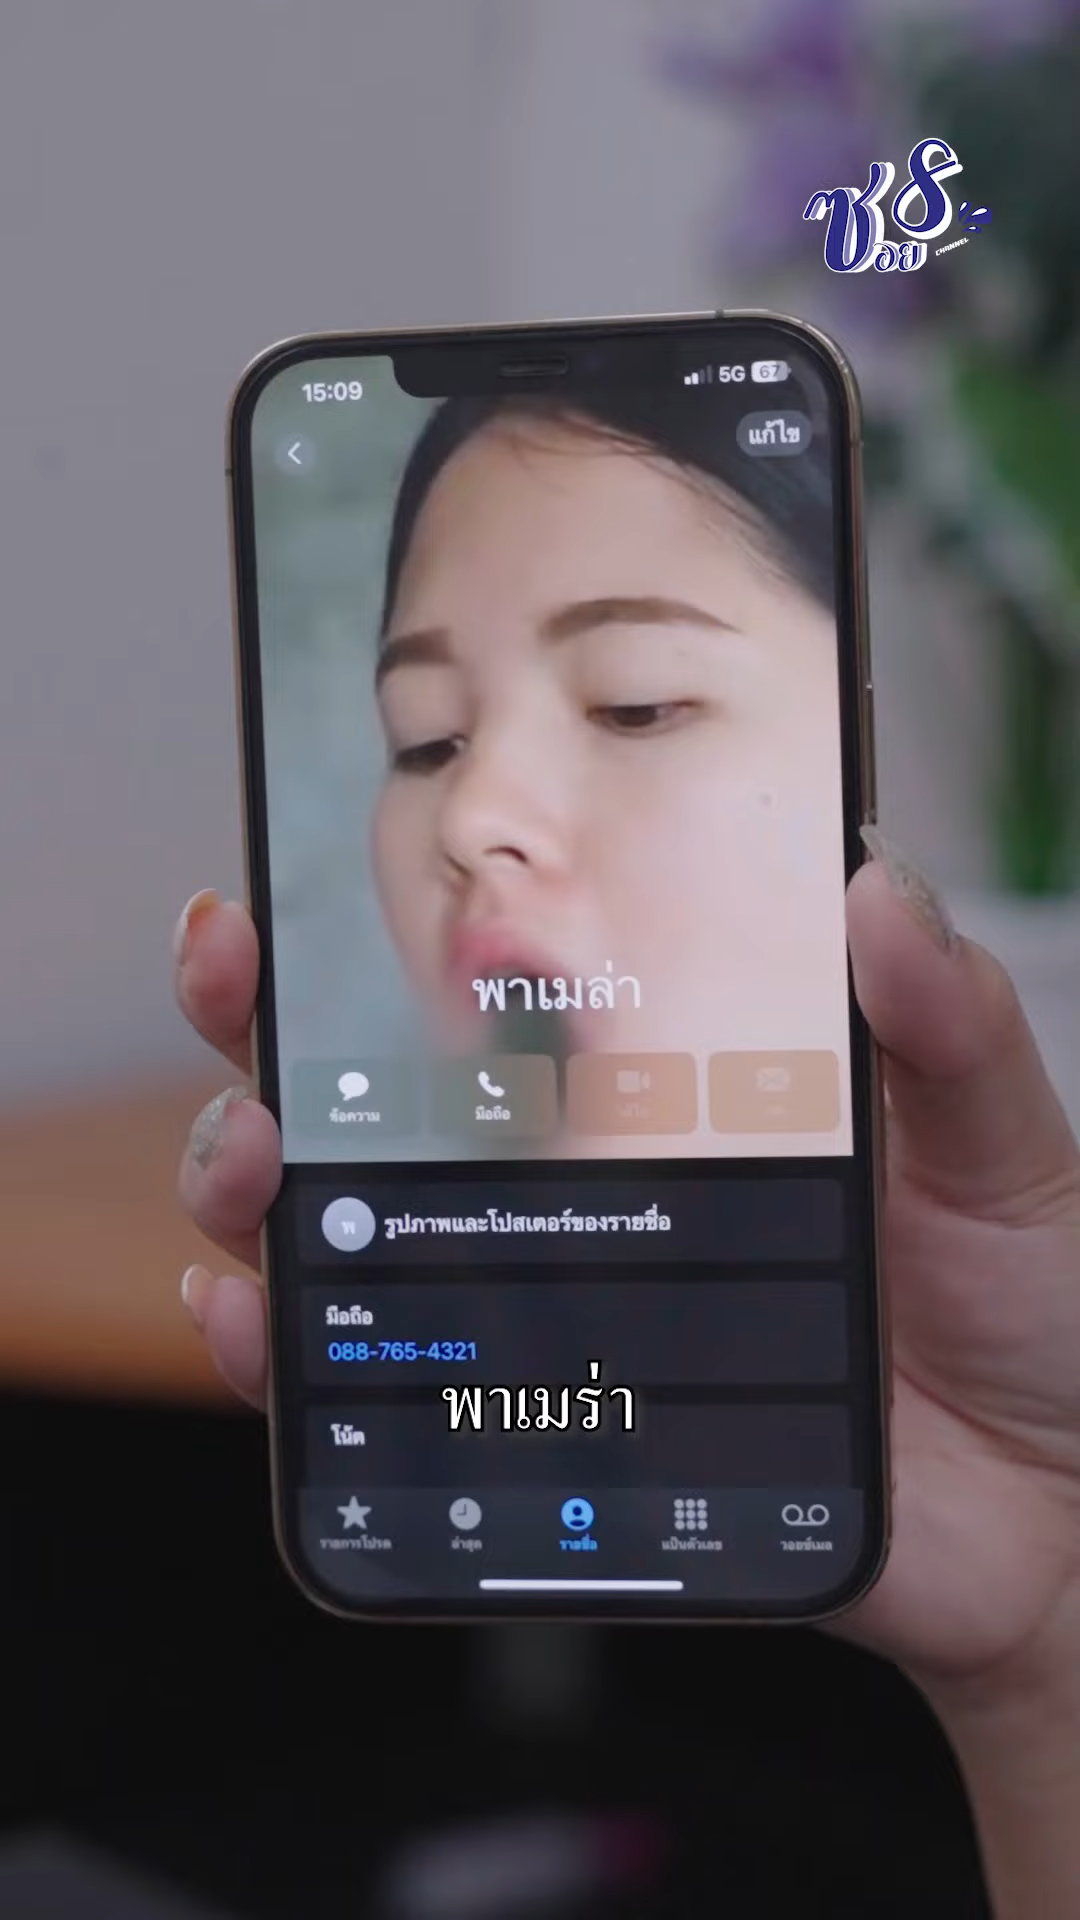 ซอย 8
CHANNEL
15:09
5G 67
แก้ไข
พาเมล่า
ข้อความ
มือถือ
พ รูปภาพและโปสเตอร์ของรายชื่อ
มือถือ
088-765-4321
พาเมร่า
โน้ต
รายการโปรด ล่าสุด รายชื่อ แป้นตัวเลข วอยซ์เมล